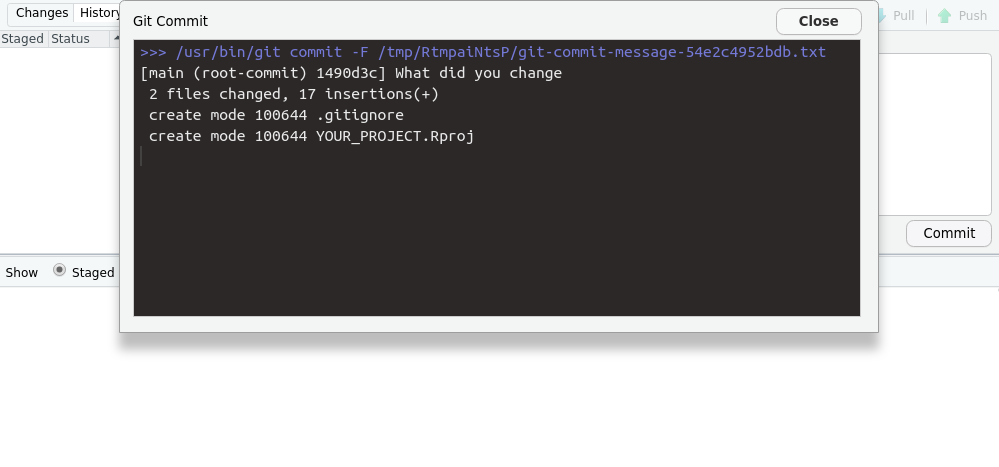 Changes History
Git Commit
Close
Pull
Push
Staged Status
>>> /usr/bin/git commit -F /tmp/RtmpaiNtsP/git-commit-message-54e2c4952bdb.txt
[main (root-commit) 1490d3c] What did you change
2 files changed, 17 insertions(+)
create mode 100644 .gitignore
create mode 100644 YOUR_PROJECT.Rproj
Commit
Show Staged